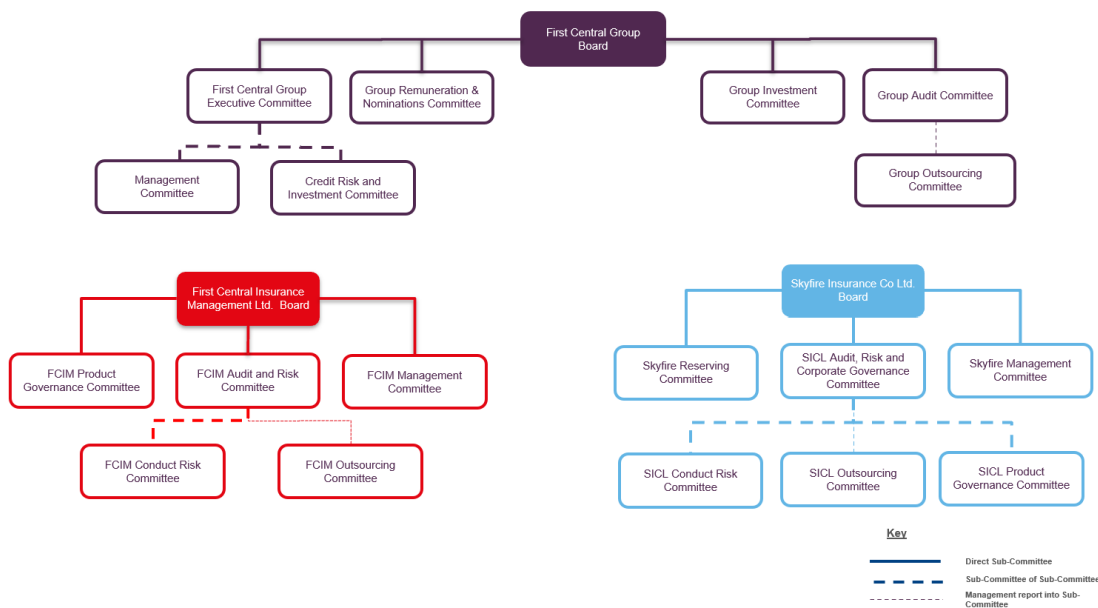 First Central Group
Board
First Central Group
Executive Committee
Group Remuneration &
Nominations Committee
Group Investment
Committee
Group Audit Committee
Management
Committee
Credit Risk and
Investment Committee
Group Outsourcing
Committee
First Central Insurance
Management Ltd. Board
Skyfire Insurance Co Ltd.
Board
FCIM Product
Governance Committee
FCIM Audit and Risk
Committee
FCIM Management
Committee
Skyfire Reserving
Committee
SICL Audit, Risk and
Corporate Governance
Committee
Skyfire Management
Committee
FCIM Conduct Risk
Committee
FCIM Outsourcing
Committee
SICL Conduct Risk
Committee
SICL Outsourcing
Committee
SICL Product
Governance Committee
Key
Direct Sub-Committee
Sub-Committee of Sub-Committee
Management report into Sub-
Committee